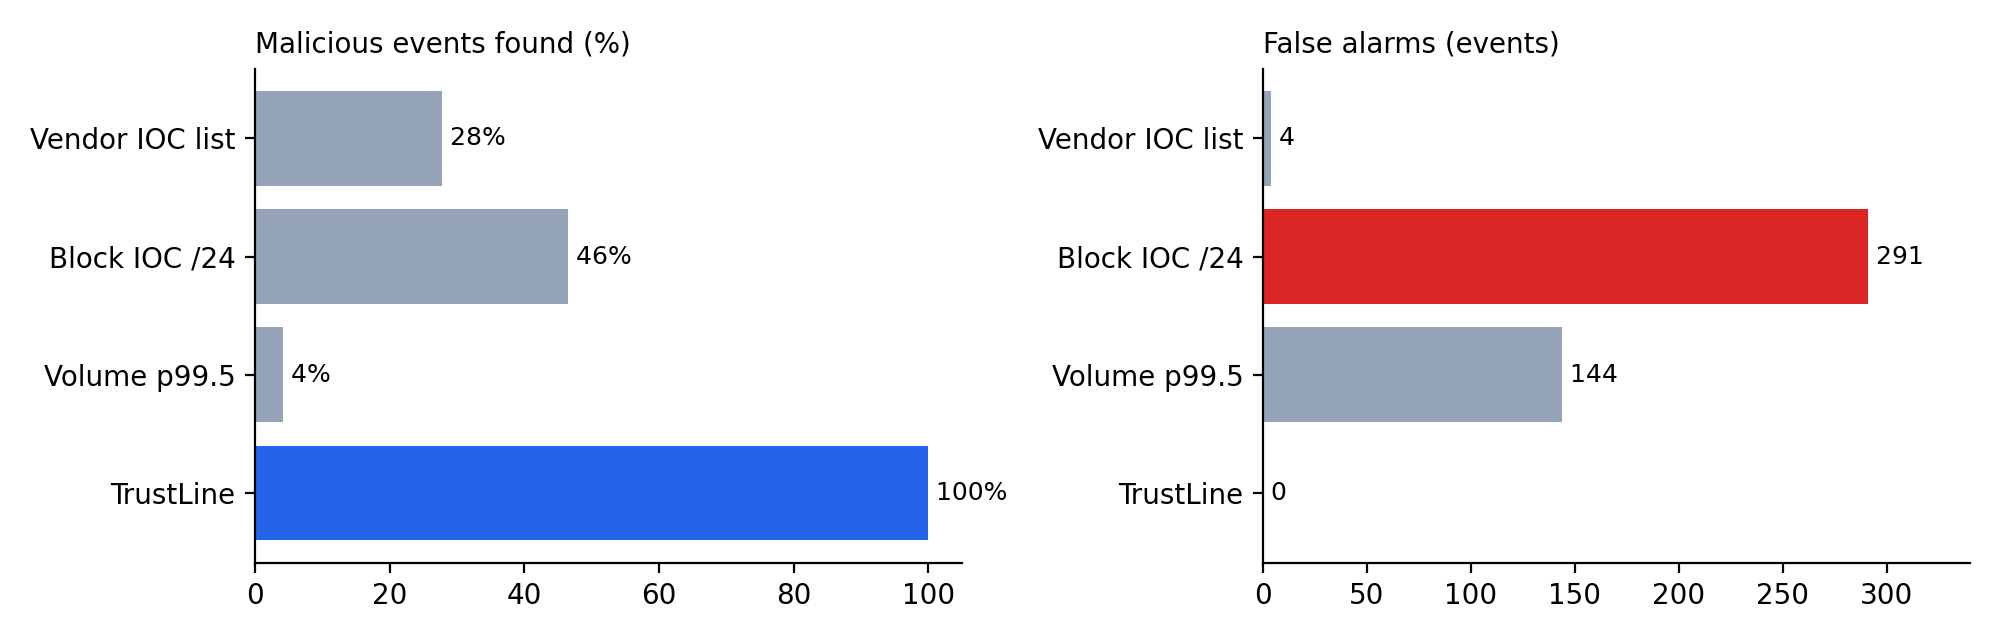 Malicious events found (%)
Vendor IOC list
28%
Block IOC /24
46%
Volume p99.5
4%
TrustLine
100%
0 20 40 60 80 100
False alarms (events)
Vendor IOC list
4
Block IOC /24
291
Volume p99.5
144
TrustLine
0
0 50 100 150 200 250 300